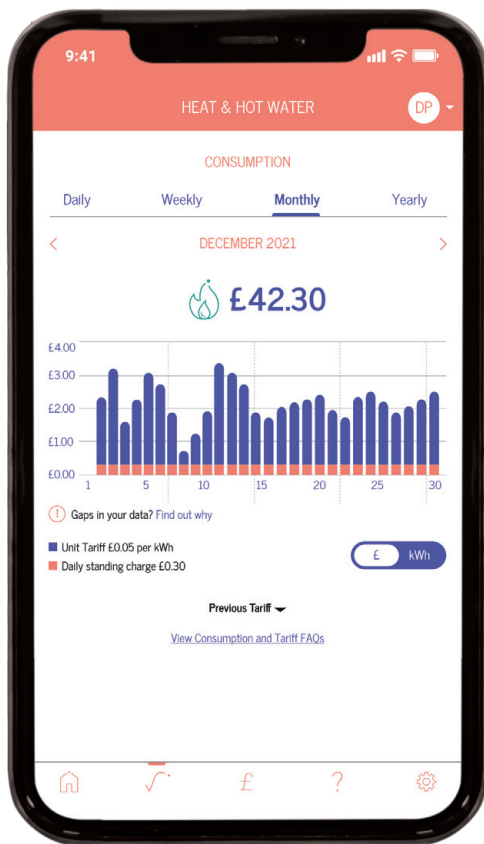 9:41
HEAT & HOT WATER
DP
CONSUMPTION
Daily Weekly Monthly Yearly
< DECEMBER 2021 >
£42.30
£4.00
£3.00
£2.00
£1.00
£0.00
1 5 10 15 20 25 30
! Gaps in your data? Find out why
Unit Tariff £0.05 per kWh
Daily standing charge £0.30
£ kWh
Previous Tariff
View Consumption and Tariff FAQs
£ ?